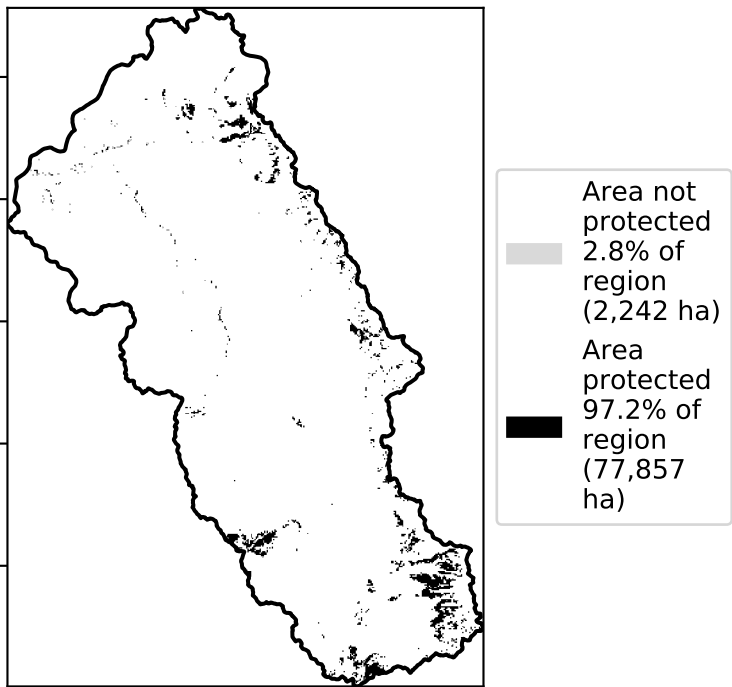 Area not
protected
2.8% of
region
(2,242 ha)
Area
protected
97.2% of
region
(77,857
ha)